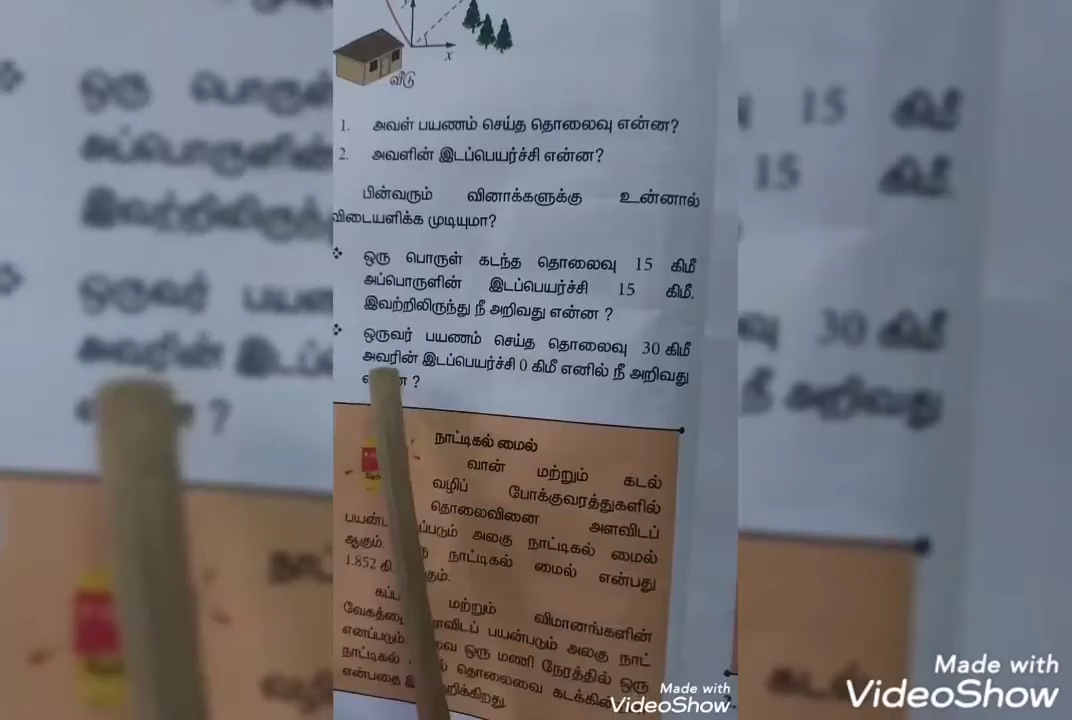 y
x
வீடு
1. அவள் பயணம் செய்த தொலைவு என்ன?
2. அவளின் இடப்பெயர்ச்சி என்ன?
பின்வரும் வினாக்களுக்கு உன்னால்
விடையளிக்க முடியுமா?
ஒரு பொருள் கடந்த தொலைவு 15 கிமீ
அப்பொருளின் இடப்பெயர்ச்சி 15 கிமீ.
இவற்றிலிருந்து நீ அறிவது என்ன ?
ஒருவர் பயணம் செய்த தொலைவு 30 கிமீ
அவரின் இடப்பெயர்ச்சி 0 கிமீ எனில் நீ அறிவது
?
நாட்டிகல் மைல்
வான் மற்றும் கடல்
வழிப் போக்குவரத்துகளில்
தொலைவினை அளவிடப்
அலகு நாட்டிகல் மைல்
ஆகும். நாட்டிகல் மைல் என்பது
1.852 கி
மற்றும் விமானங்களின்
பயன்படும் அலகு நாட்
எனப்படும் ஒரு மணி நேரத்தில் ஒரு
நாட்டிகல் தொலைவை
என்பதை
Made with
VideoShow
Made with
VideoShow